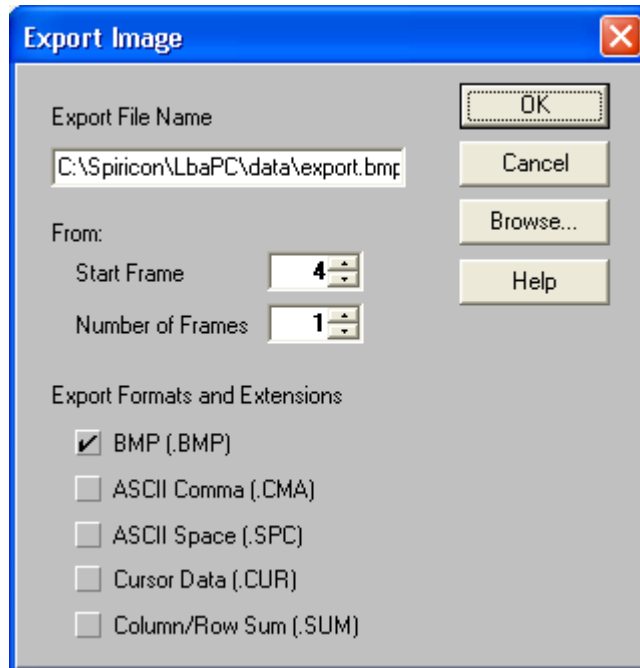 Export Image
Export File Name
C:\Spiricon\LbaPC\data\export.bmp
From:
Start Frame 4
Number of Frames 1
OK
Cancel
Browse...
Help
Export Formats and Extensions
BMP (.BMP)
ASCII Comma (.CMA)
ASCII Space (.SPC)
Cursor Data (.CUR)
Column/Row Sum (.SUM)